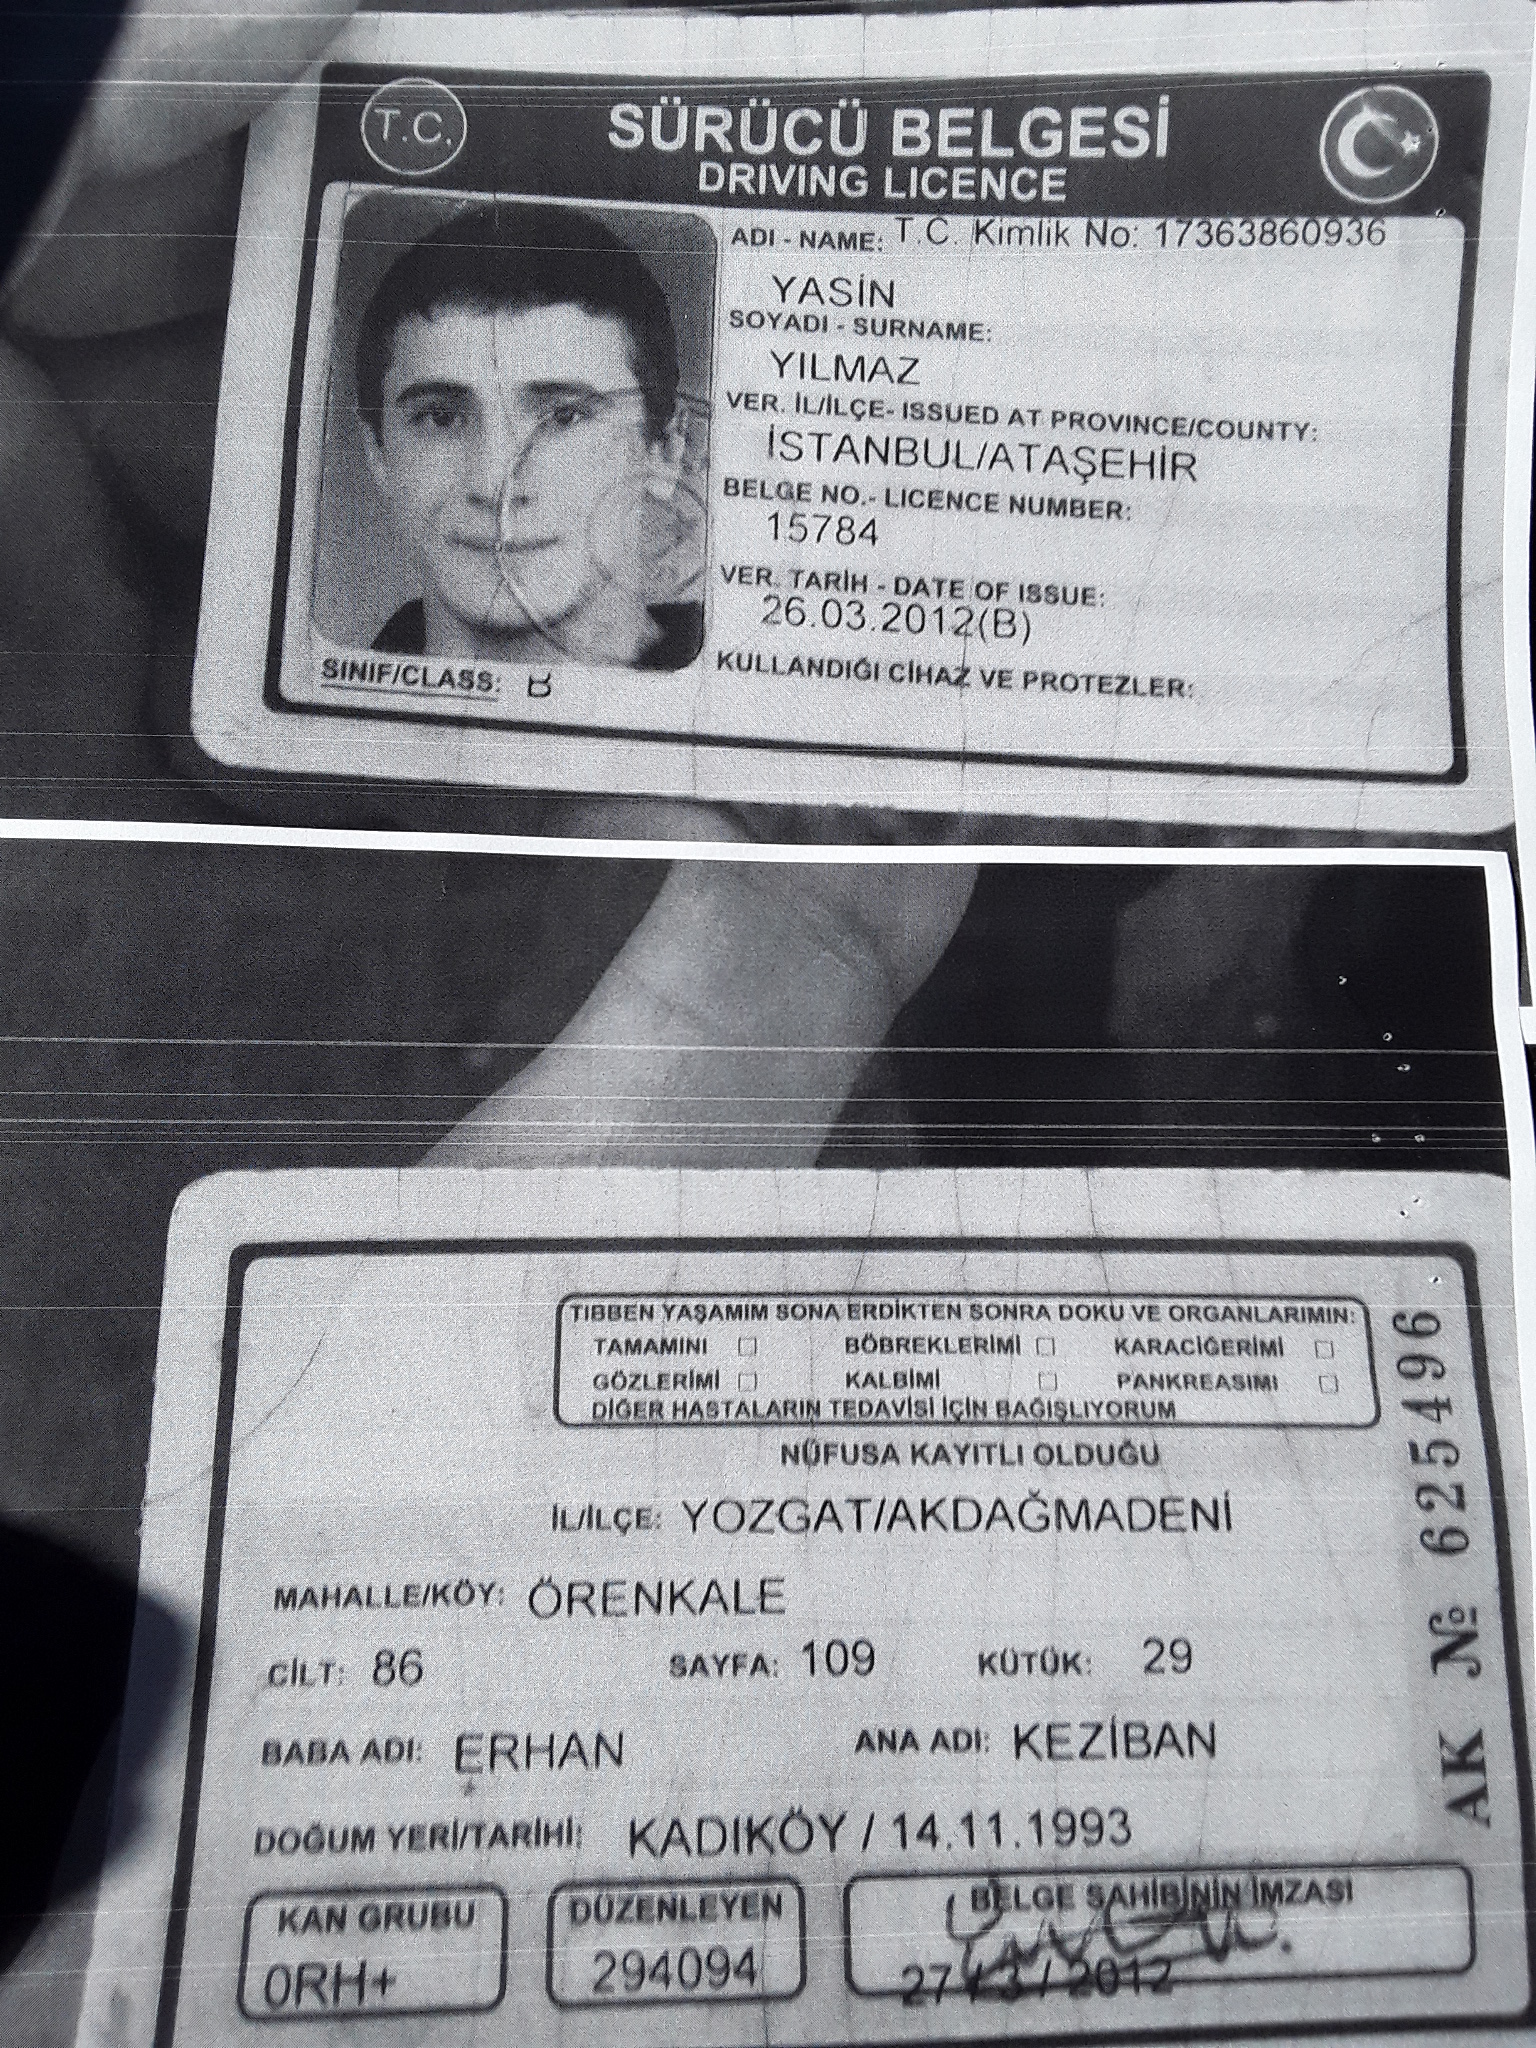 T.C.
SÜRÜCÜ BELGESİ
DRIVING LICENCE
ADI - NAME: T.C. Kimlik No: 17363860936
YASİN
SOYADI - SURNAME:
YILMAZ
VER. İL/İLÇE- ISSUED AT PROVINCE/COUNTY:
İSTANBUL/ATAŞEHİR
BELGE NO.- LICENCE NUMBER:
15784
VER. TARİH - DATE OF ISSUE:
26.03.2012(B)
KULLANDIĞI CİHAZ VE PROTEZLER:
SINIF/CLASS: B
TIBBEN YAŞAMIM SONA ERDİKTEN SONRA DOKU VE ORGANLARIMIN:
TAMAMINI □ BÖBREKLERİMİ □ KARACİĞERİMİ □
GÖZLERİMİ □ KALBİMİ □ PANKREASIMI □
DİĞER HASTALARIN TEDAVİSİ İÇİN BAĞIŞLIYORUM
NÜFUSA KAYITLI OLDUĞU
İL/İLÇE: YOZGAT/AKDAĞMADENİ
MAHALLE/KÖY: ÖRENKALE
CİLT: 86 SAYFA: 109 KÜTÜK: 29
BABA ADI: ERHAN ANA ADI: KEZİBAN
DOĞUM YERİ/TARİHİ: KADIKÖY / 14.11.1993
KAN GRUBU
0RH+
DÜZENLEYEN
294094
BELGE SAHİBİNİN İMZASI
AK № 625496